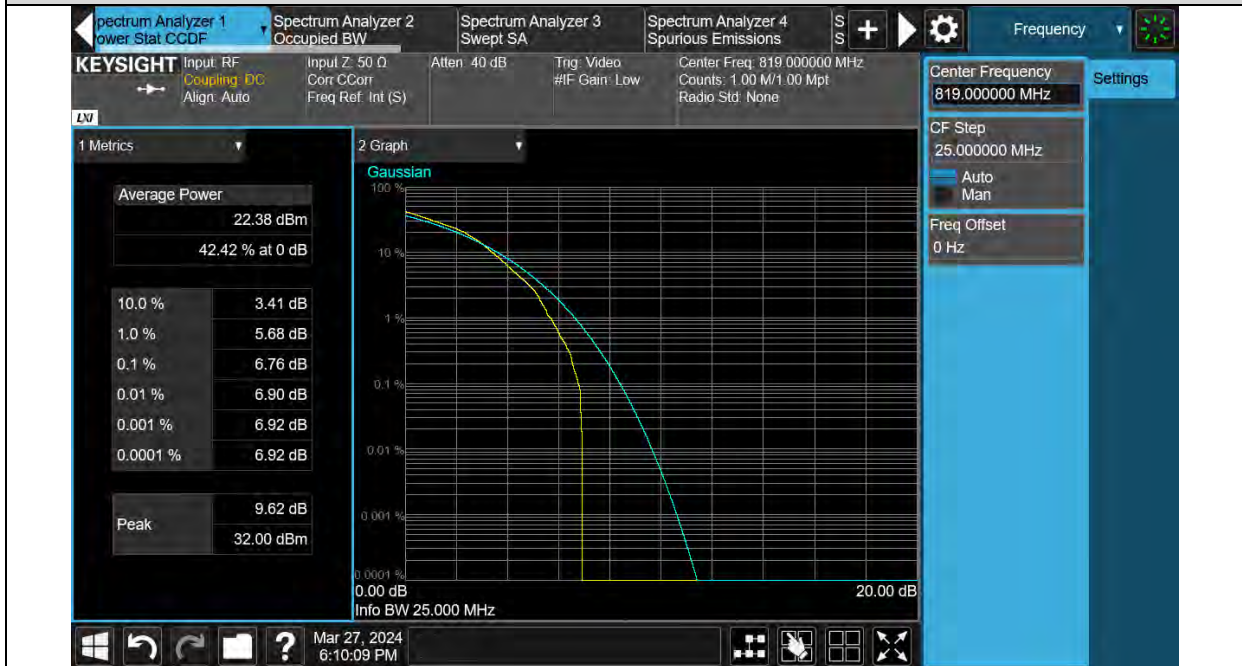 Spectrum Analyzer 1
Power Stat CCDF
Spectrum Analyzer 2
Occupied BW
Spectrum Analyzer 3
Swept SA
Spectrum Analyzer 4
Spurious Emissions
S
S
+
Frequency
KEYSIGHT
Input: RF
Coupling: DC
Align: Auto
Input Z: 50 Ω
Corr CCorr
Freq Ref: Int (S)
Atten: 40 dB
Trig: Video
#IF Gain: Low
Center Freq: 819.000000 MHz
Counts: 1.00 M/1.00 Mpt
Radio Std: None
LXI
Center Frequency
819.000000 MHz
Settings
CF Step
25.000000 MHz
Auto
Man
Freq Offset
0 Hz
1 Metrics
Average Power
22.38 dBm
42.42 % at 0 dB
10.0 % 3.41 dB
1.0 % 5.68 dB
0.1 % 6.76 dB
0.01 % 6.90 dB
0.001 % 6.92 dB
0.0001 % 6.92 dB
Peak
9.62 dB
32.00 dBm
2 Graph
Gaussian
100 %
10 %
1 %
0.1 %
0.01 %
0.001 %
0.0001 %
0.00 dB
20.00 dB
Info BW 25.000 MHz
?
Mar 27, 2024
6:10:09 PM